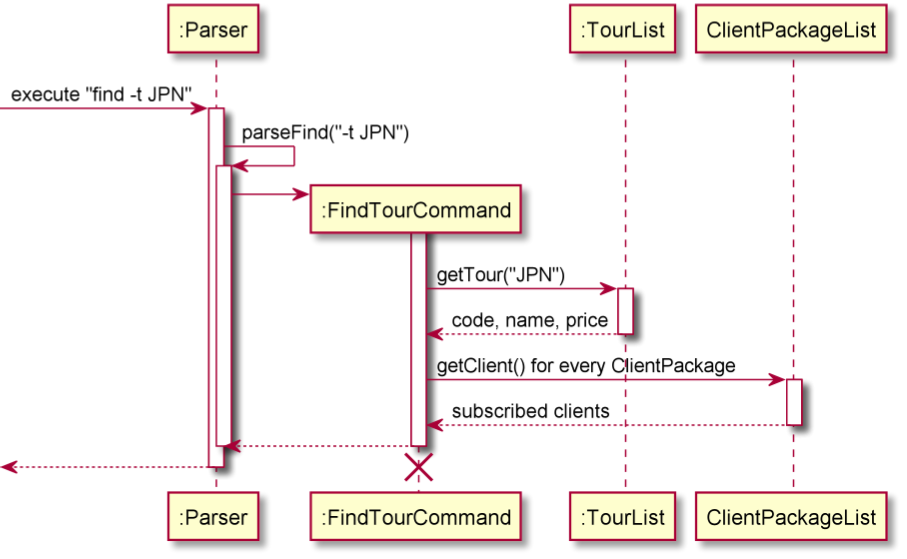 :Parser
:TourList
ClientPackageList
execute "find -t JPN"
parseFind("-t JPN")
:FindTourCommand
getTour("JPN")
code, name, price
getClient() for every ClientPackage
subscribed clients
:Parser
:FindTourCommand
:TourList
ClientPackageList